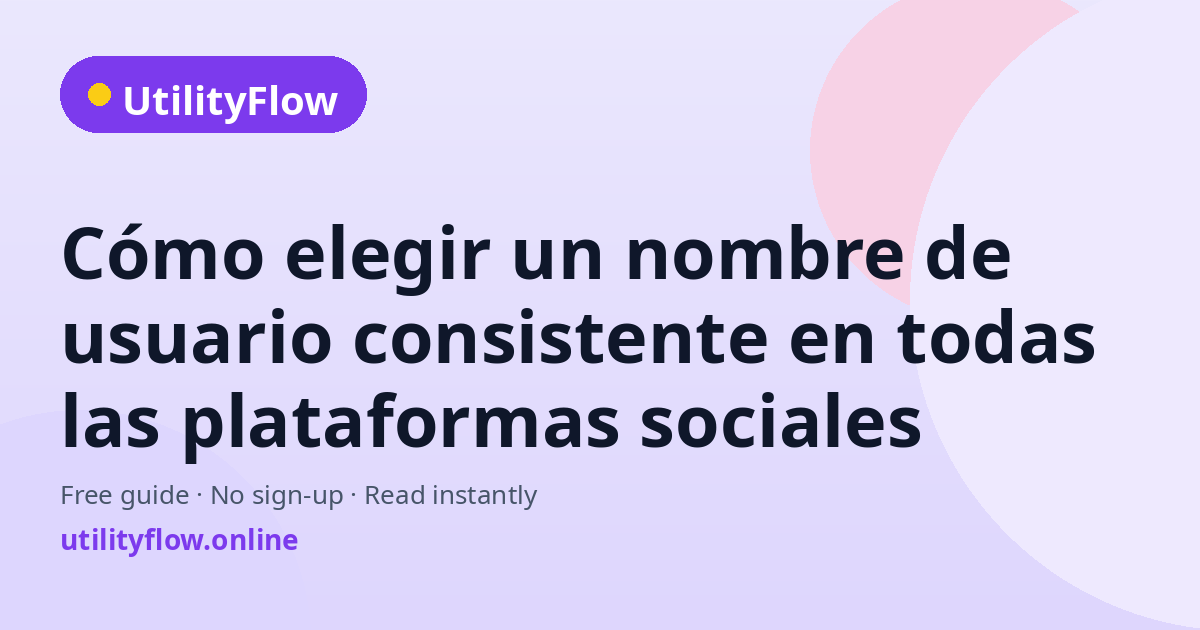 UtilityFlow
Cómo elegir un nombre de
usuario consistente en todas
las plataformas sociales
Free guide · No sign-up · Read instantly
utilityflow.online